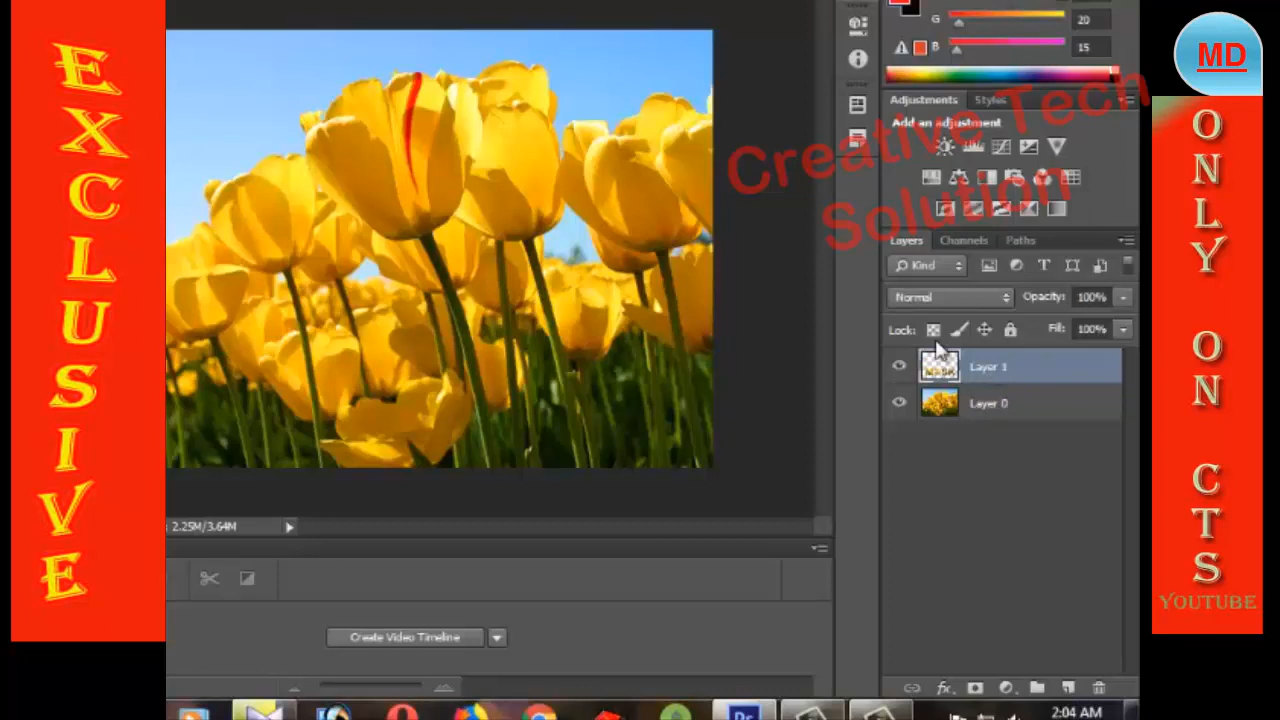 EXCLUSIVE
MD
ONLY ON CTS
YOUTUBE
Creative Tech
Solution
G 20
B 15
Adjustments Styles
Add an adjustment
Layers Channels Paths
Kind
Normal Opacity: 100%
Lock: Fill: 100%
Layer 1
Layer 0
2.25M/3.64M
Create Video Timeline
fx
Ps
2:04 AM